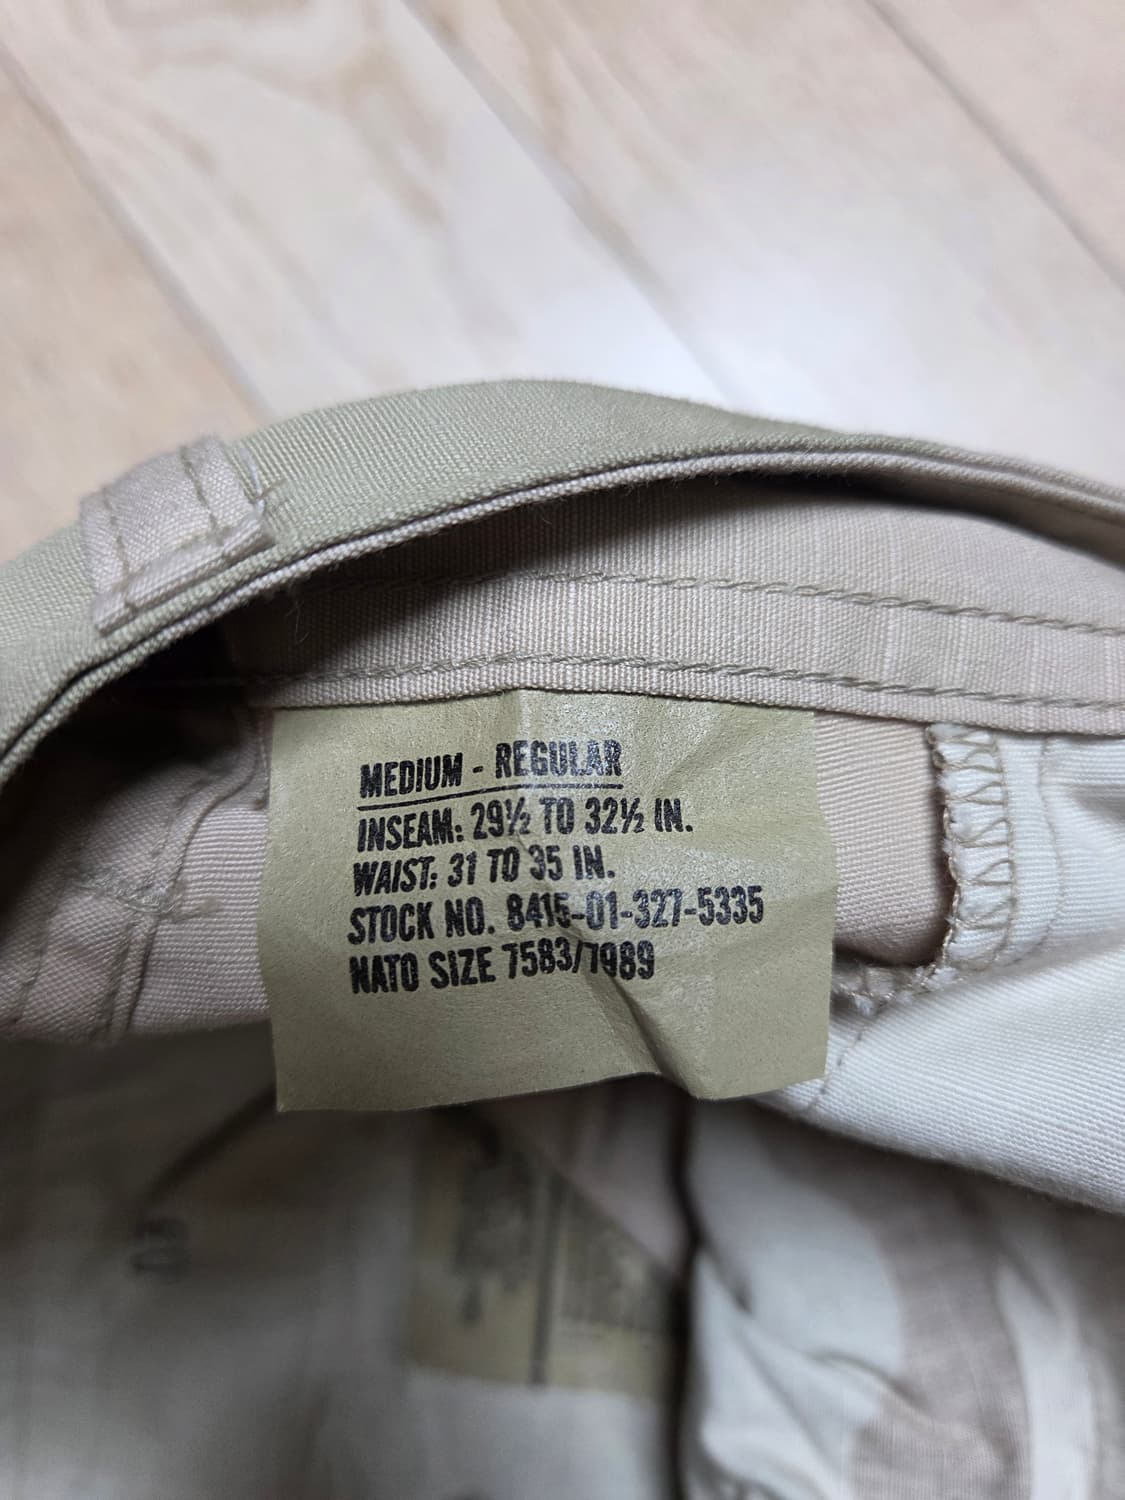 MEDIUM - REGULAR
INSEAM: 29½ TO 32½ IN.
WAIST: 31 TO 35 IN.
STOCK NO. 8415-01-327-5335
NATO SIZE 7583/7989